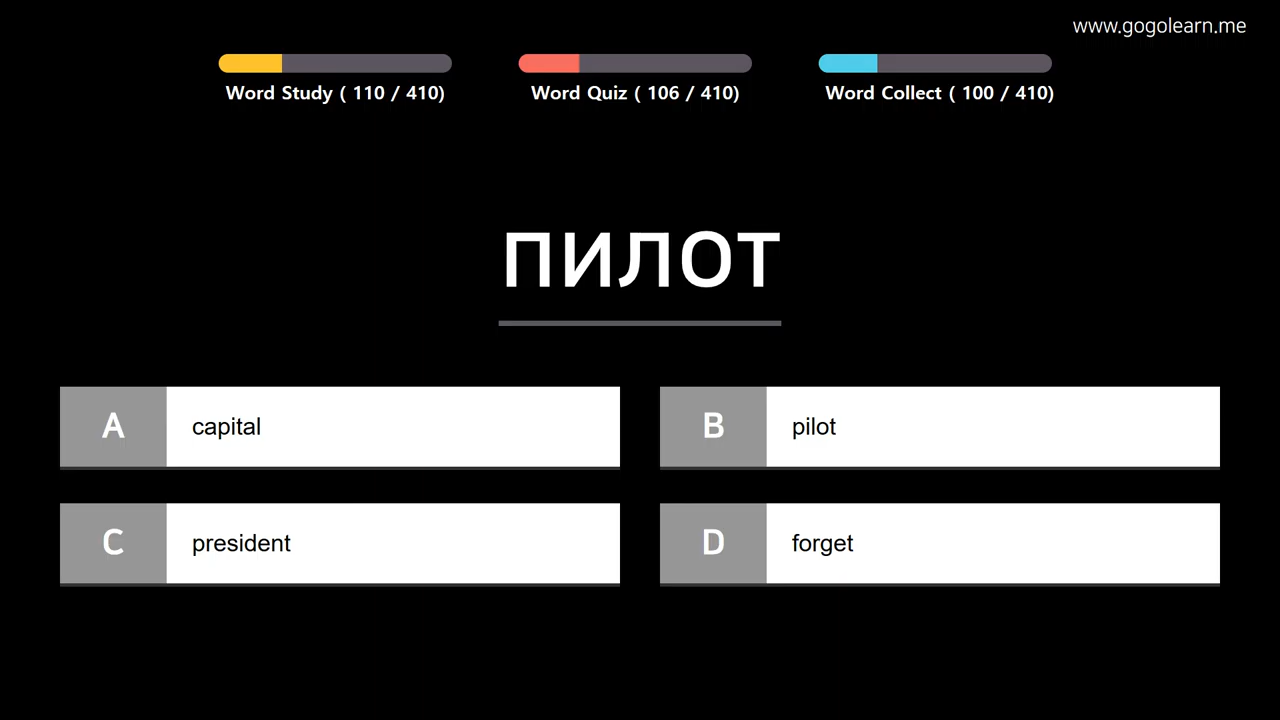 www.gogolearn.me
Word Study ( 110 / 410)
Word Quiz ( 106 / 410)
Word Collect ( 100 / 410)
пилот
A capital
B pilot
C president
D forget